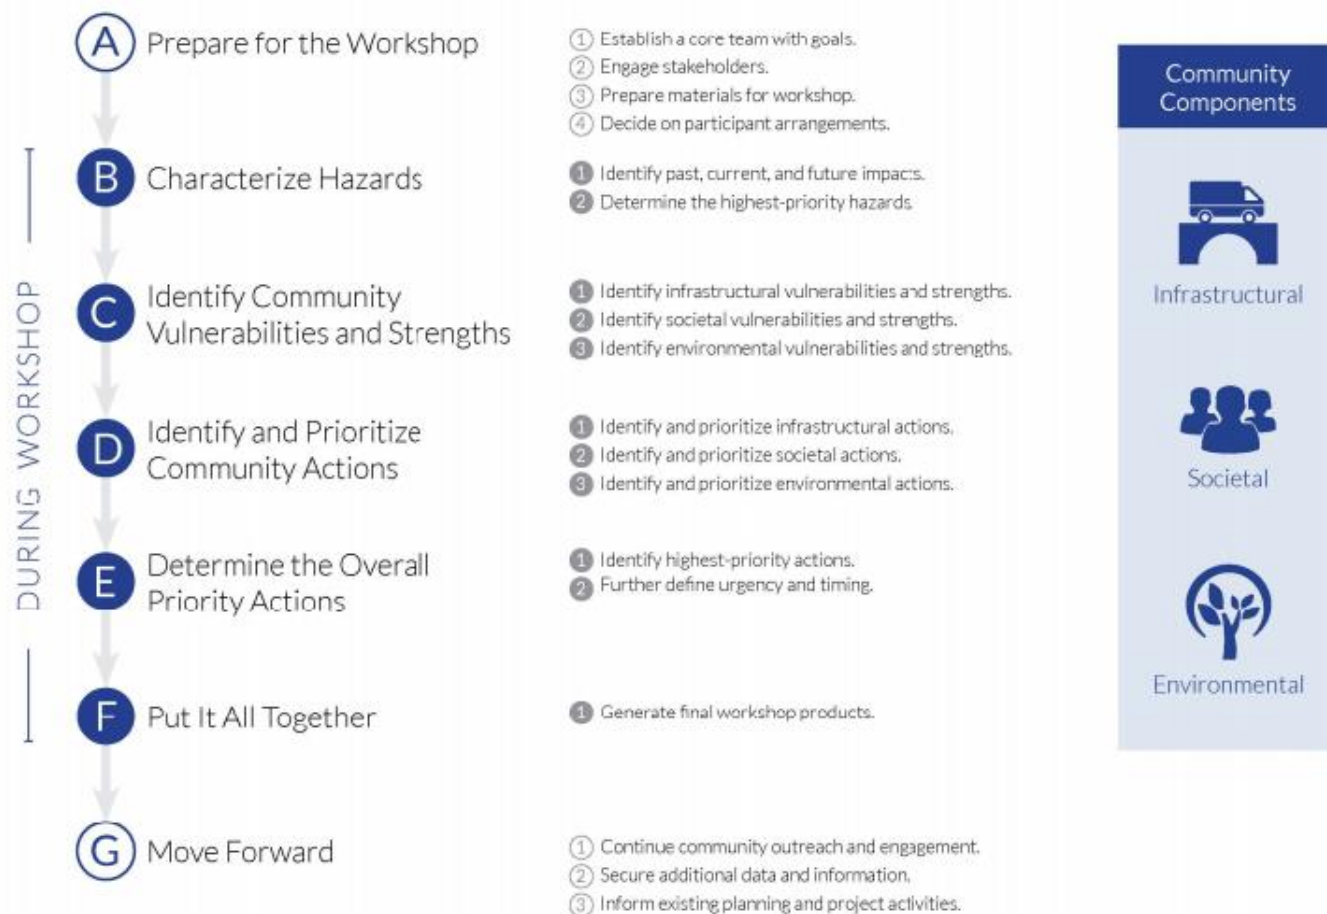 A Prepare for the Workshop
1 Establish a core team with goals.
2 Engage stakeholders.
3 Prepare materials for workshop.
4 Decide on participant arrangements.
DURING WORKSHOP
B Characterize Hazards
1 Identify past, current, and future impacts.
2 Determine the highest-priority hazards
C Identify Community
Vulnerabilities and Strengths
1 Identify infrastructural vulnerabilities and strengths.
2 Identify societal vulnerabilities and strengths.
3 Identify environmental vulnerabilities and strengths.
D Identify and Prioritize
Community Actions
1 Identify and prioritize infrastructural actions.
2 Identify and prioritize societal actions.
3 Identify and prioritize environmental actions.
E Determine the Overall
Priority Actions
1 Identify highest-priority actions.
2 Further define urgency and timing.
F Put It All Together
1 Generate final workshop products.
G Move Forward
1 Continue community outreach and engagement.
2 Secure additional data and information.
3 Inform existing planning and project activities.
Community
Components
Infrastructural
Societal
Environmental